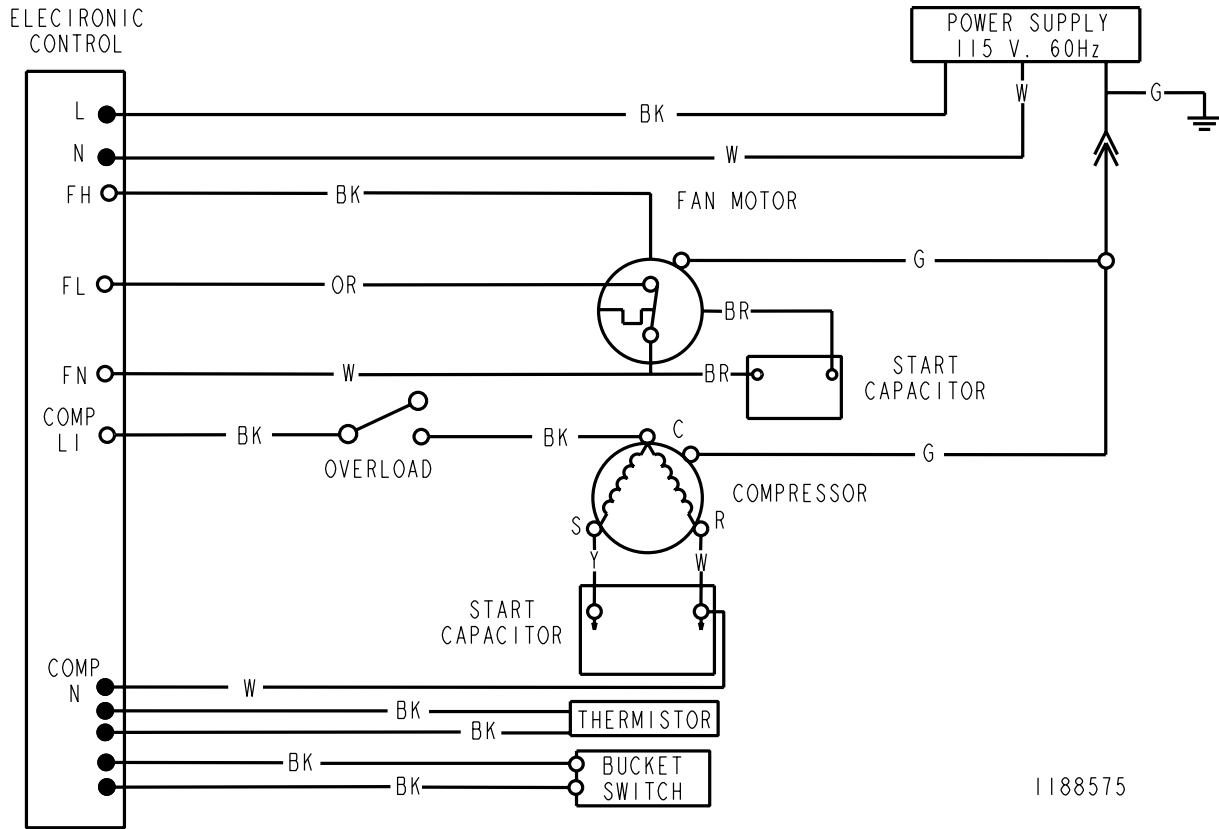 ELECIRONIC
CONTROL
POWER SUPPLY
115 V. 60Hz
W
G
L
BK
N
W
FH
BK
FAN MOTOR
G
FL
OR
BR
FN
W
BR
START
CAPACITOR
COMP
L1
BK
BK
C
G
OVERLOAD
COMPRESSOR
S
R
Y
W
START
CAPACITOR
COMP
N
W
BK
THERMISTOR
BK
BK
BUCKET
SWITCH
BK
1188575